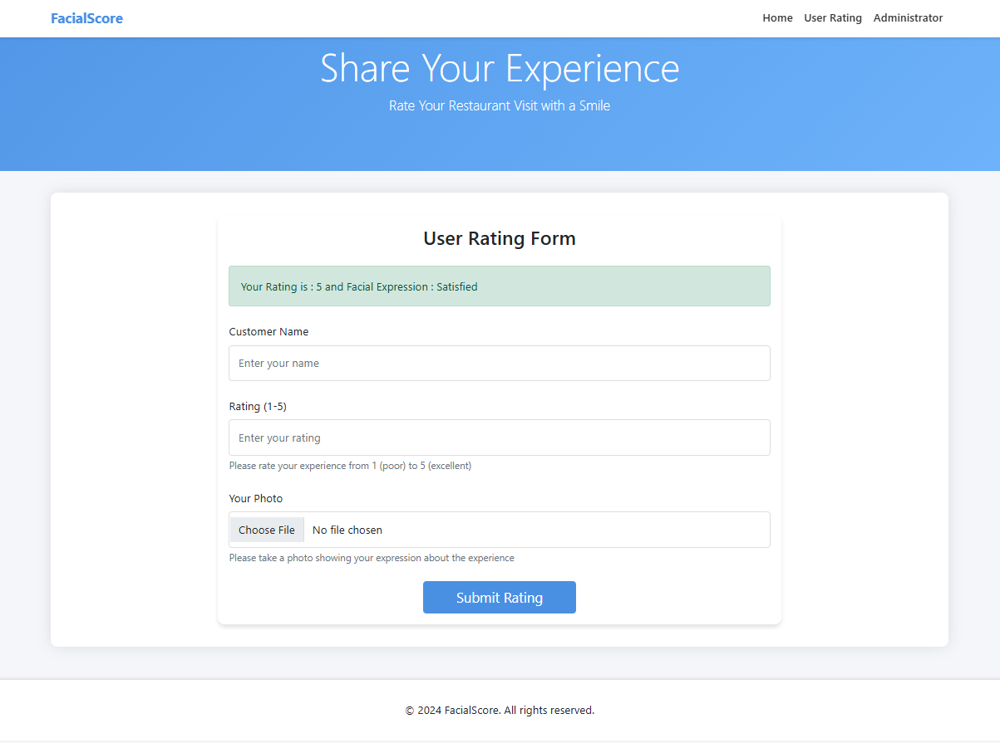 FacialScore
Home User Rating Administrator
Share Your Experience
Rate Your Restaurant Visit with a Smile
User Rating Form
Your Rating is : 5 and Facial Expression : Satisfied
Customer Name
Enter your name
Rating (1-5)
Enter your rating
Please rate your experience from 1 (poor) to 5 (excellent)
Your Photo
Choose File No file chosen
Please take a photo showing your expression about the experience
Submit Rating
© 2024 FacialScore. All rights reserved.